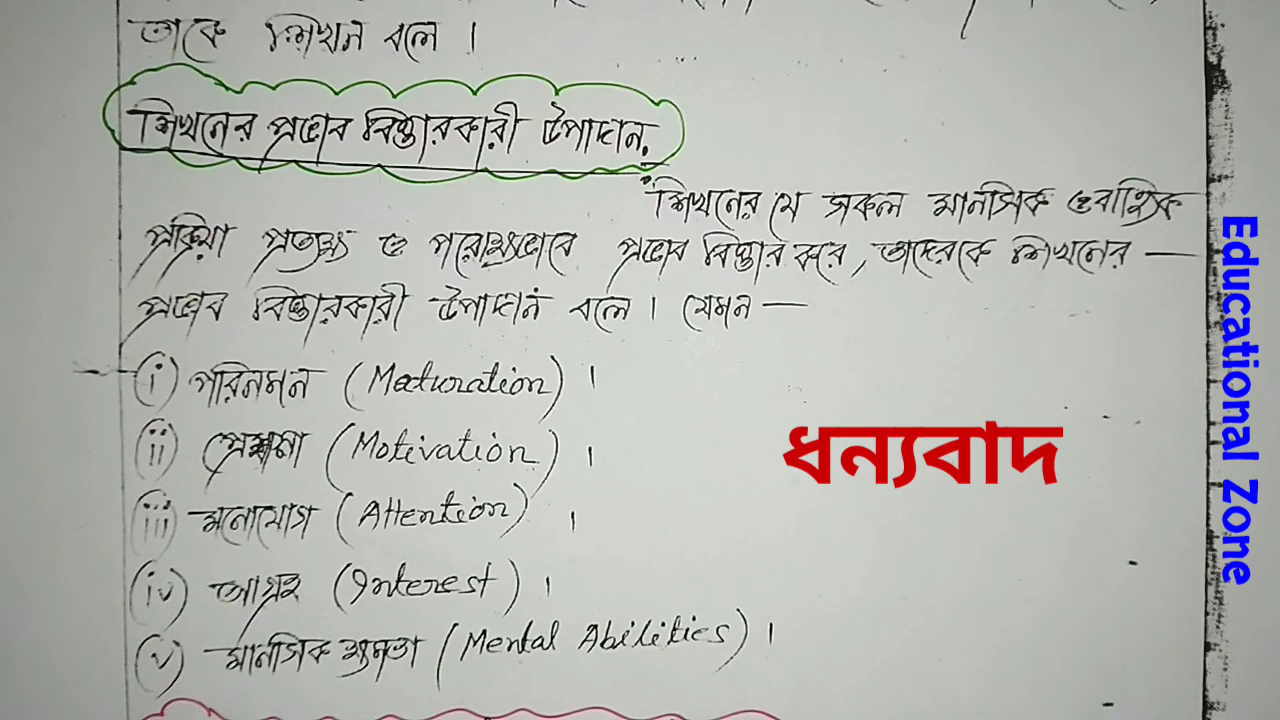 তাকে শিখন বলে ।
শিখনের প্রভাব বিস্তারকারী উপাদান.
শিখনের যে সকল মানসিক ও বাহ্যিক
প্রক্রিয়া প্রত্যক্ষ ও পরোক্ষভাবে প্রভাব বিস্তার করে, তাদেরকে শিখনের —
প্রভাব বিস্তারকারী উপাদান বলে । যেমন —
(i) পরিনমন (Maturation) ।
(ii) (Motivation) ।
(iii) মনোযোগ (Attention) ।
(iv) আগ্রহ (Interest) ।
(v) মানসিক ক্ষমতা (Mental Abilities) ।
ধন্যবাদ
Educational Zone